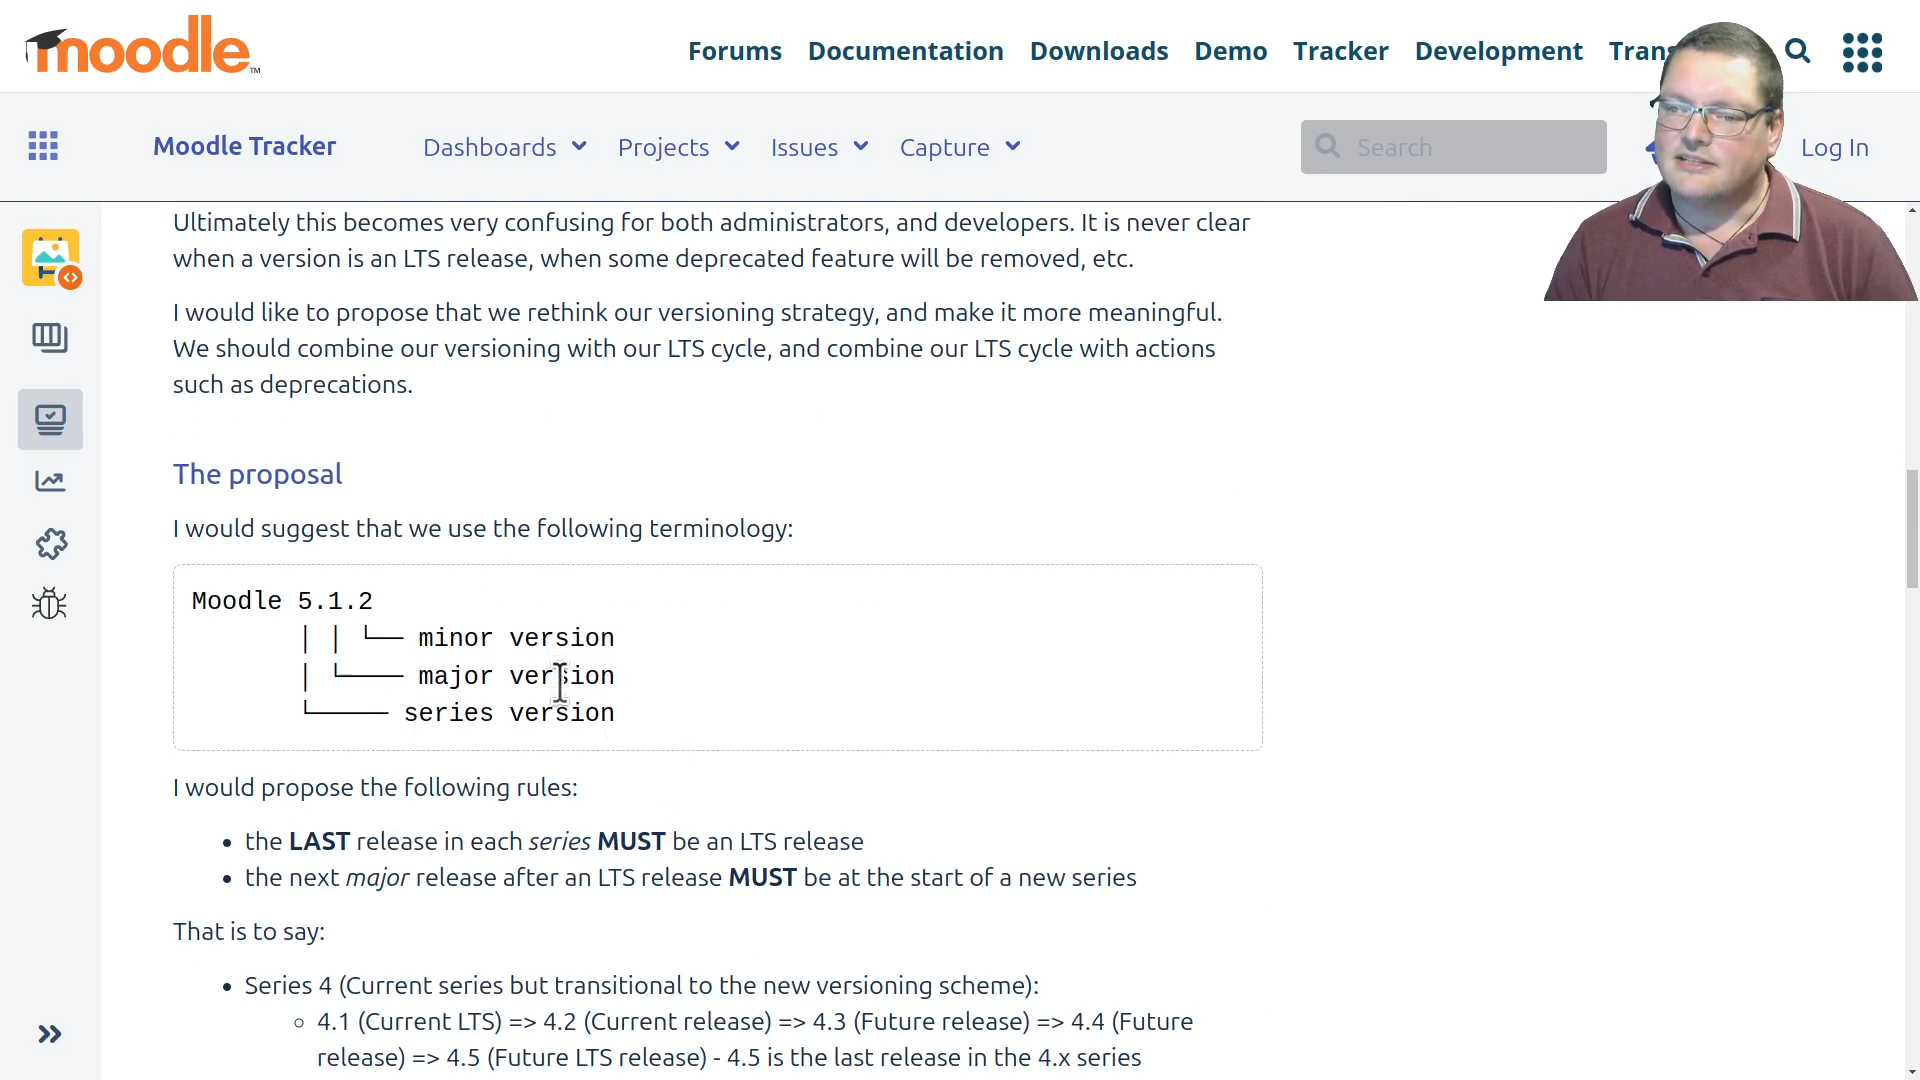 moodle™
Forums Documentation Downloads Demo Tracker Development Trans
Moodle Tracker Dashboards Projects Issues Capture Search Log In
Ultimately this becomes very confusing for both administrators, and developers. It is never clear
when a version is an LTS release, when some deprecated feature will be removed, etc.
I would like to propose that we rethink our versioning strategy, and make it more meaningful.
We should combine our versioning with our LTS cycle, and combine our LTS cycle with actions
such as deprecations.
The proposal
I would suggest that we use the following terminology:
Moodle 5.1.2
│ │ └── minor version
│ └──── major version
└───── series version
I would propose the following rules:
• the LAST release in each series MUST be an LTS release
• the next major release after an LTS release MUST be at the start of a new series
That is to say:
• Series 4 (Current series but transitional to the new versioning scheme):
○ 4.1 (Current LTS) => 4.2 (Current release) => 4.3 (Future release) => 4.4 (Future
release) => 4.5 (Future LTS release) - 4.5 is the last release in the 4.x series